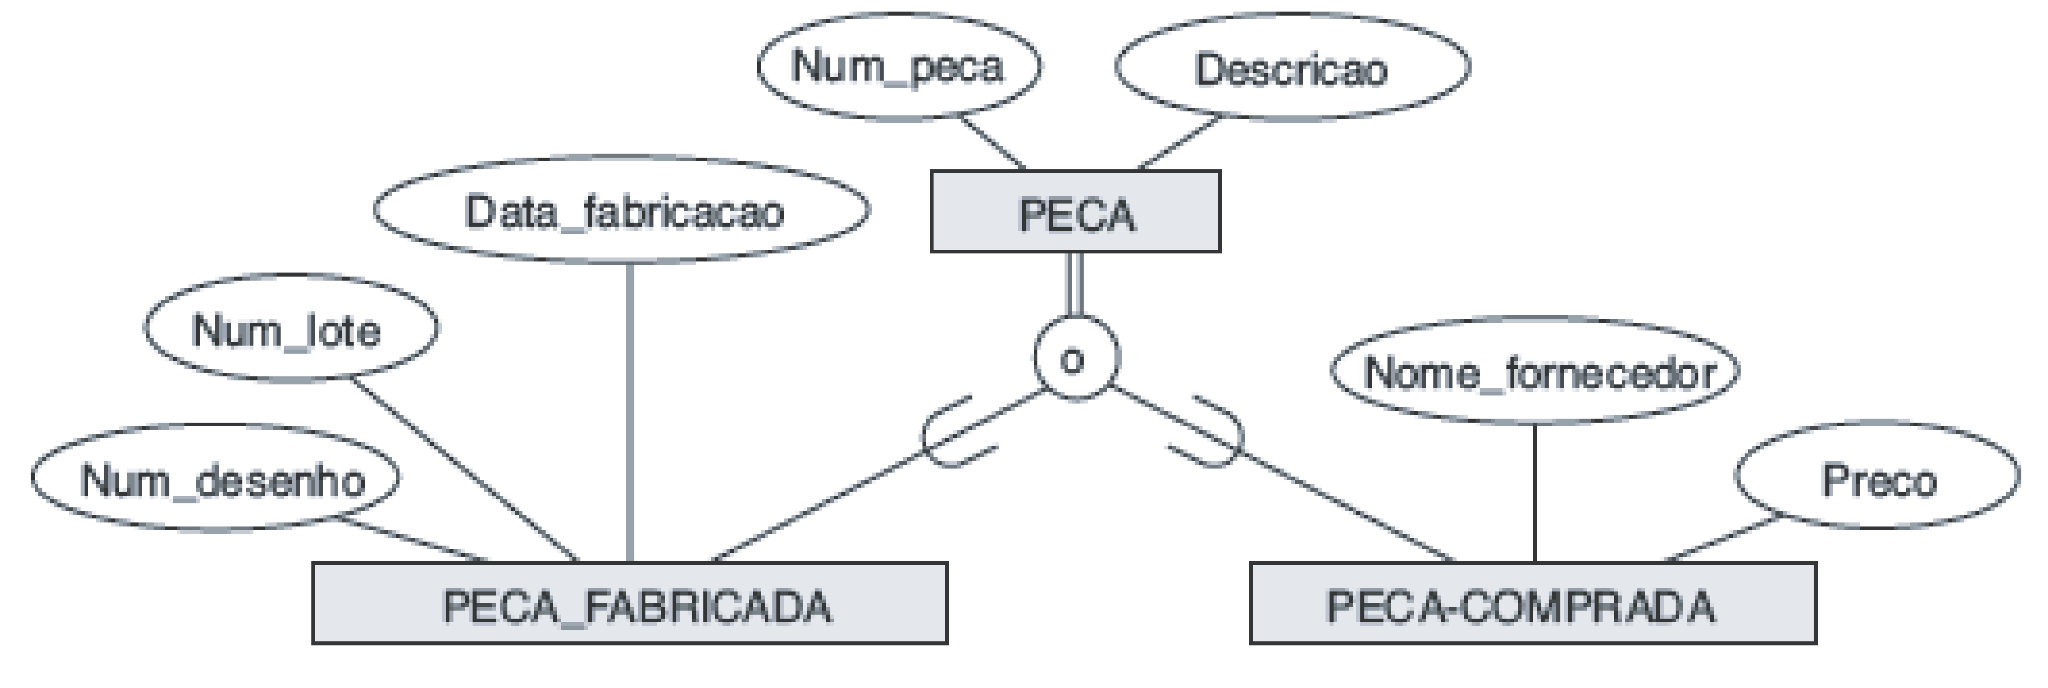 Num_peca
Descricao
PECA
Data_fabricacao
Num_lote
o
Nome_fornecedor
Num_desenho
Preco
PECA_FABRICADA
PECA-COMPRADA